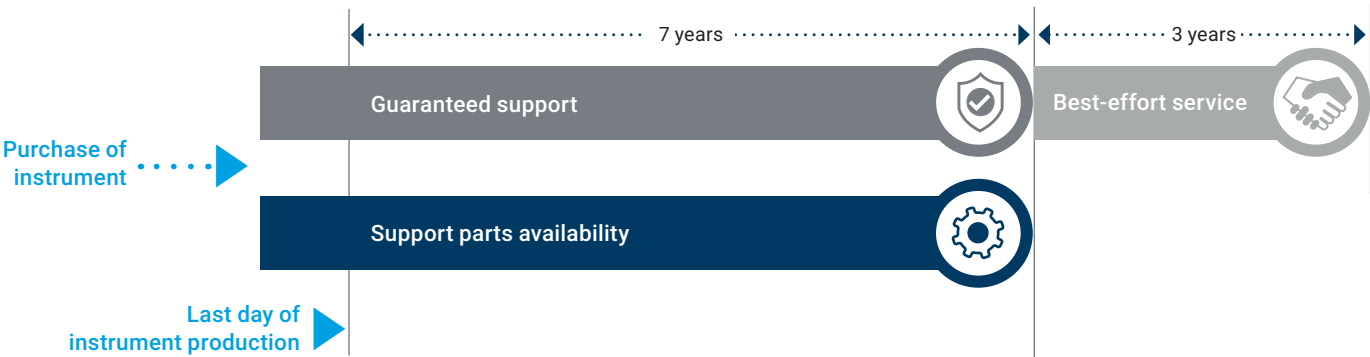 7 years
3 years
Guaranteed support
Best-effort service
Purchase of
instrument
Support parts availability
Last day of
instrument production